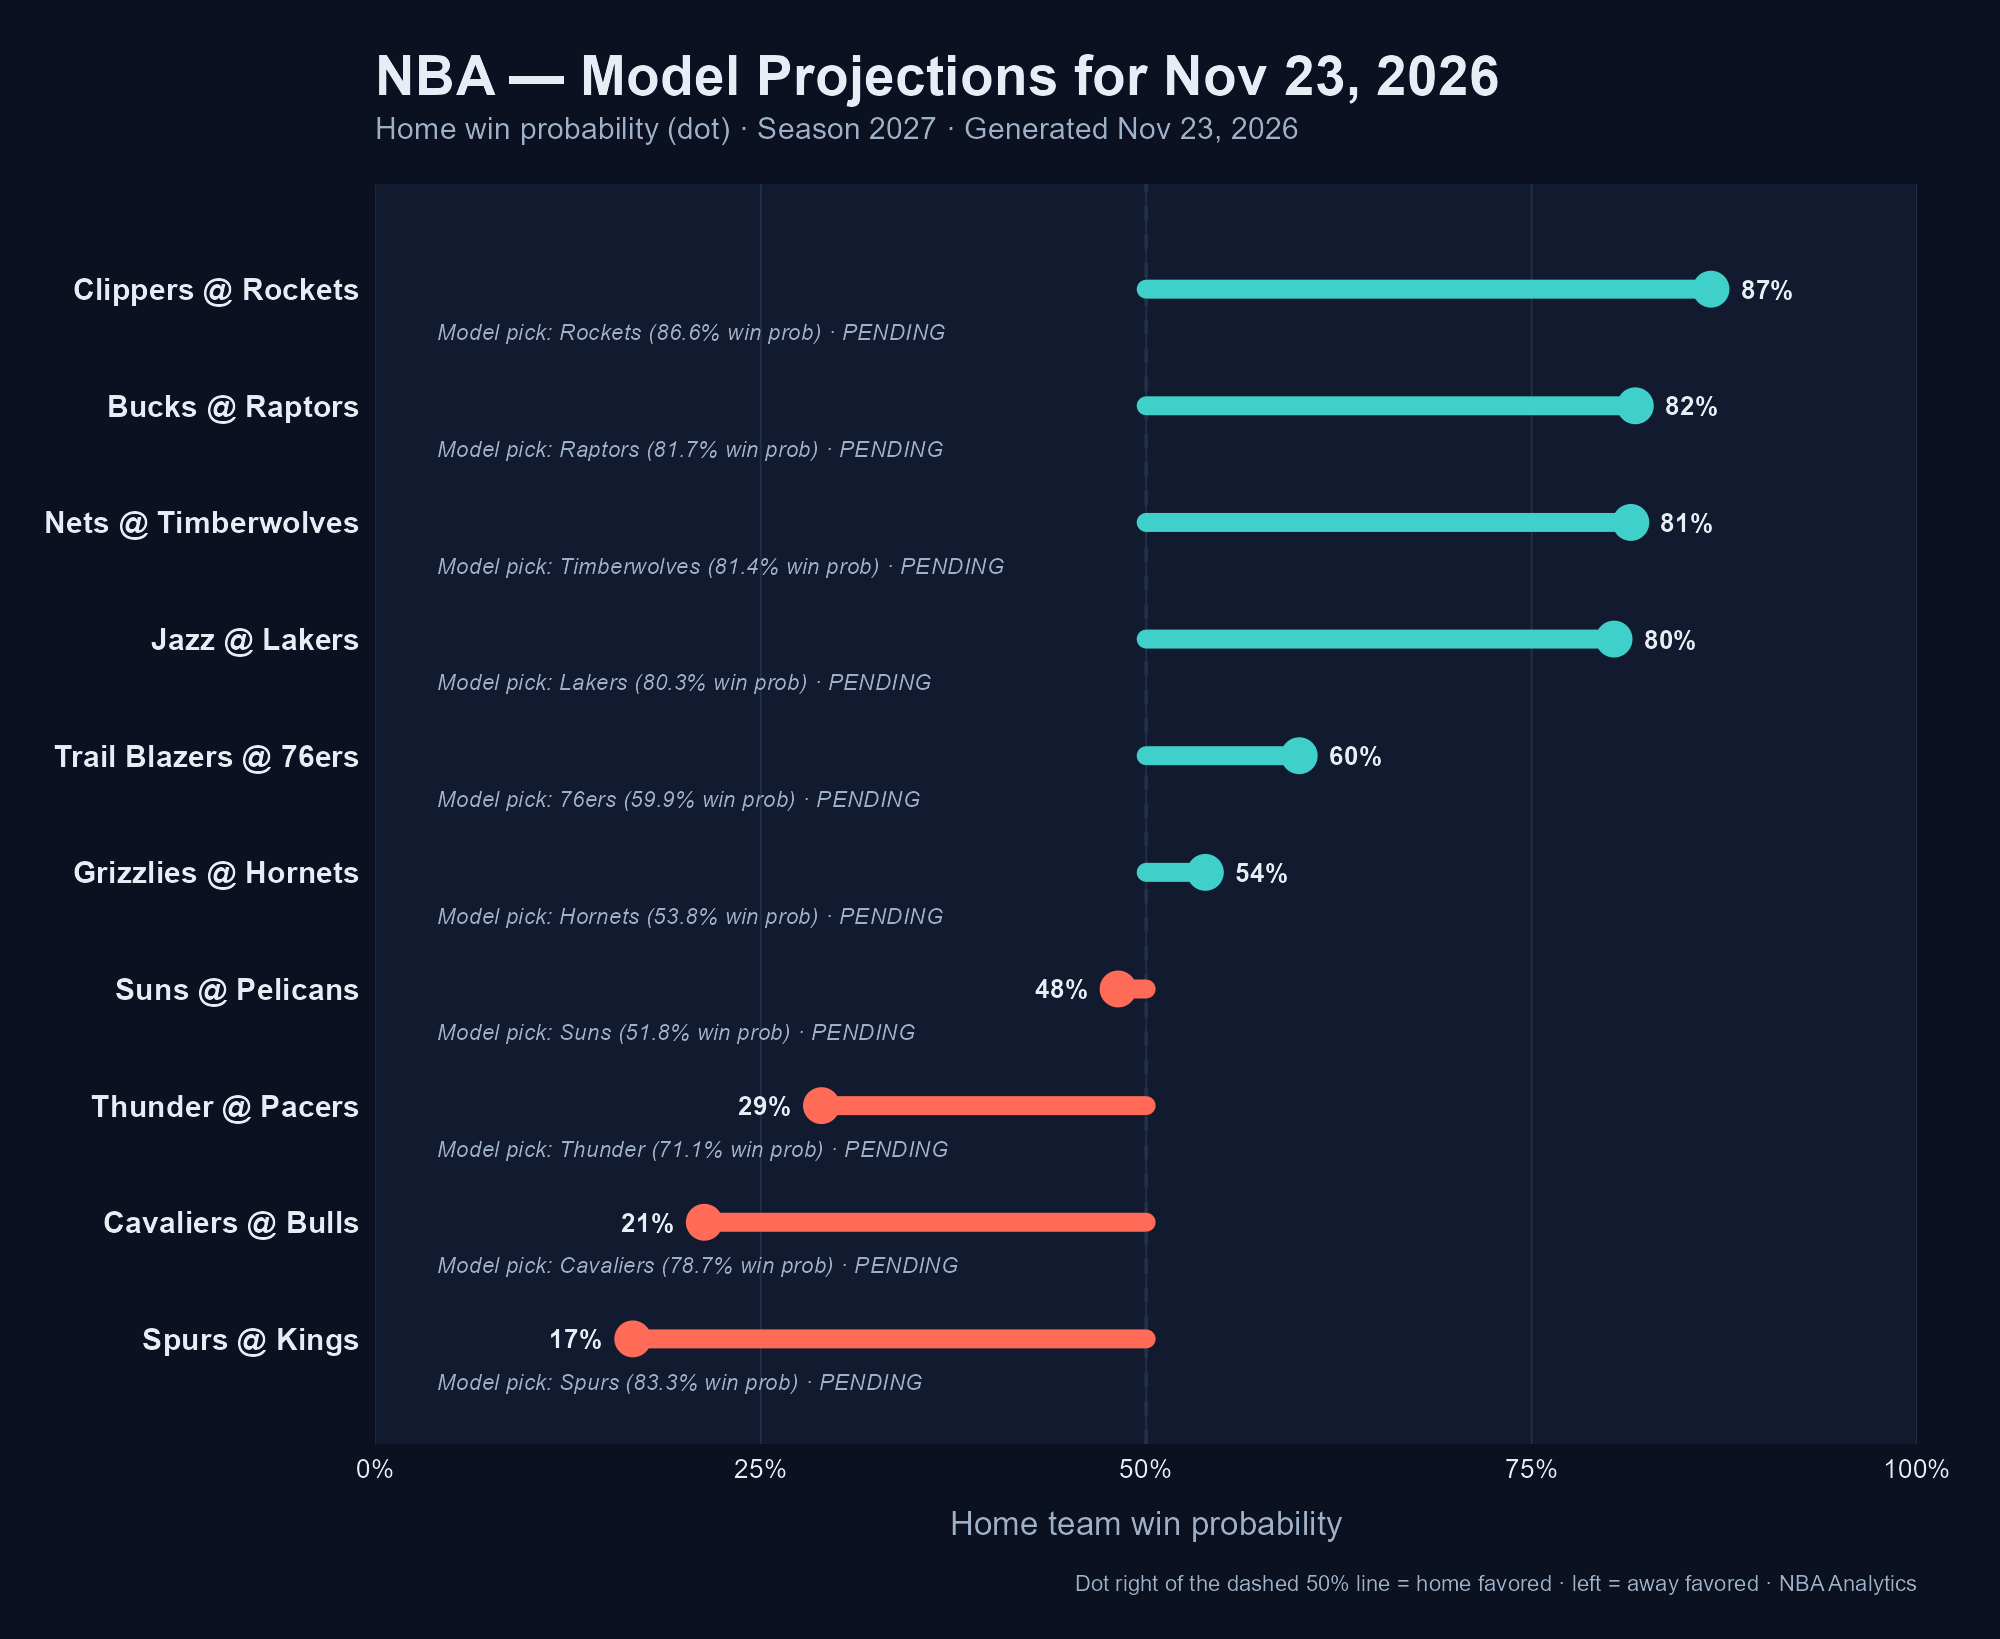 NBA — Model Projections for Nov 23, 2026
Home win probability (dot) · Season 2027 · Generated Nov 23, 2026
Clippers @ Rockets
87%
Model pick: Rockets (86.6% win prob) · PENDING
Bucks @ Raptors
82%
Model pick: Raptors (81.7% win prob) · PENDING
Nets @ Timberwolves
81%
Model pick: Timberwolves (81.4% win prob) · PENDING
Jazz @ Lakers
80%
Model pick: Lakers (80.3% win prob) · PENDING
Trail Blazers @ 76ers
60%
Model pick: 76ers (59.9% win prob) · PENDING
Grizzlies @ Hornets
54%
Model pick: Hornets (53.8% win prob) · PENDING
Suns @ Pelicans
48%
Model pick: Suns (51.8% win prob) · PENDING
Thunder @ Pacers
29%
Model pick: Thunder (71.1% win prob) · PENDING
Cavaliers @ Bulls
21%
Model pick: Cavaliers (78.7% win prob) · PENDING
Spurs @ Kings
17%
Model pick: Spurs (83.3% win prob) · PENDING
0% 25% 50% 75% 100%
Home team win probability
Dot right of the dashed 50% line = home favored · left = away favored · NBA Analytics